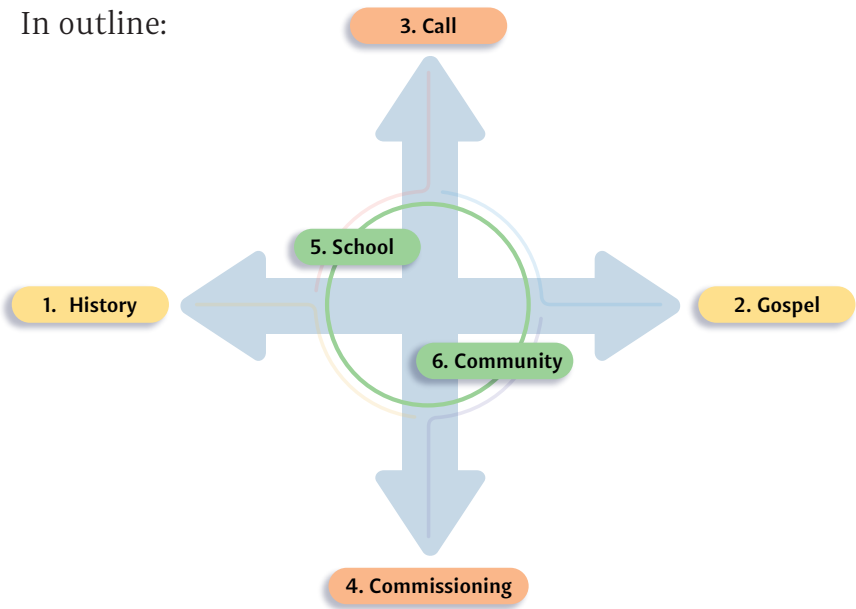 In outline:
3. Call
5. School
1. History
2. Gospel
6. Community
4. Commissioning